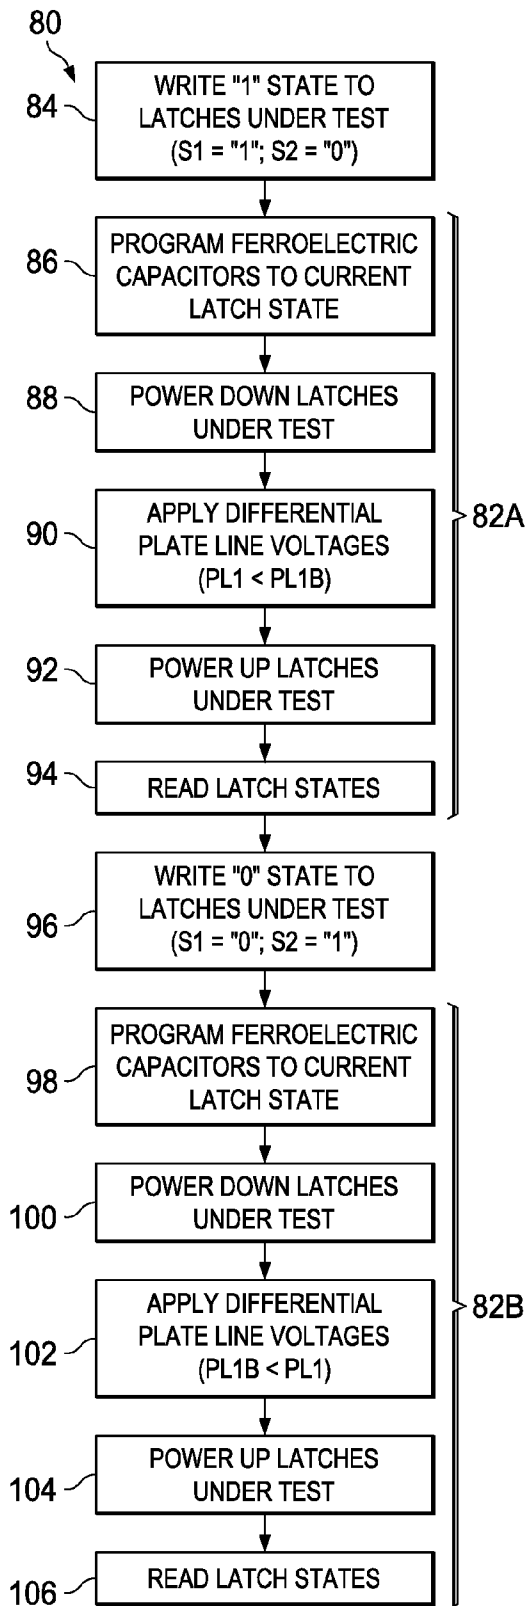 80
84
WRITE "1" STATE TO
LATCHES UNDER TEST
(S1 = "1"; S2 = "0")
86
PROGRAM FERROELECTRIC
CAPACITORS TO CURRENT
LATCH STATE
88
POWER DOWN LATCHES
UNDER TEST
82A
90
APPLY DIFFERENTIAL
PLATE LINE VOLTAGES
(PL1 < PL1B)
92
POWER UP LATCHES
UNDER TEST
94
READ LATCH STATES
96
WRITE "0" STATE TO
LATCHES UNDER TEST
(S1 = "0"; S2 = "1")
98
PROGRAM FERROELECTRIC
CAPACITORS TO CURRENT
LATCH STATE
100
POWER DOWN LATCHES
UNDER TEST
82B
102
APPLY DIFFERENTIAL
PLATE LINE VOLTAGES
(PL1B < PL1)
104
POWER UP LATCHES
UNDER TEST
106
READ LATCH STATES